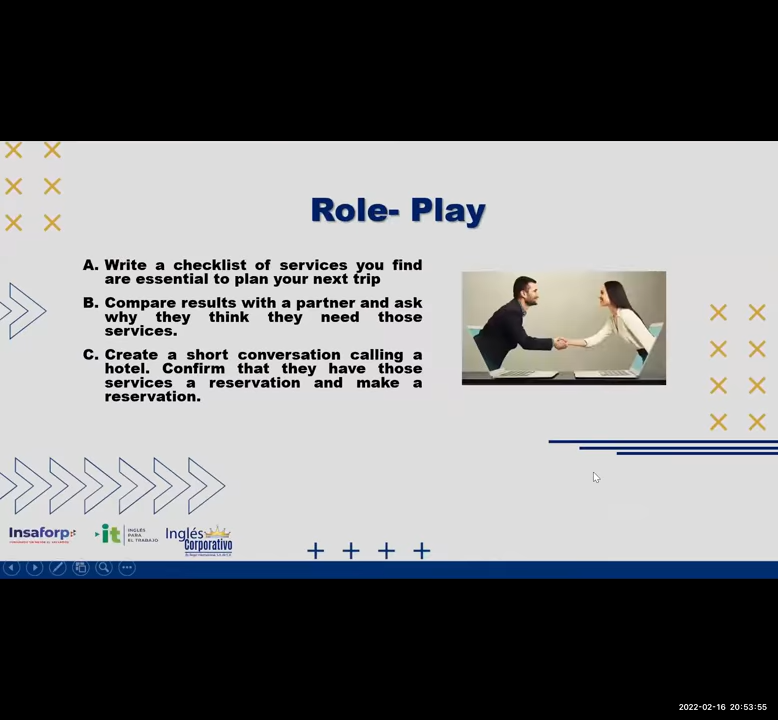 Role- Play
A. Write a checklist of services you find
are essential to plan your next trip
B. Compare results with a partner and ask
why they think they need those
services.
C. Create a short conversation calling a
hotel. Confirm that they have those
services a reservation and make a
reservation.
Insaforp
it INGLÉS
PARA
EL TRABAJO
Inglés
Corporativo
2022-02-16 20:53:55